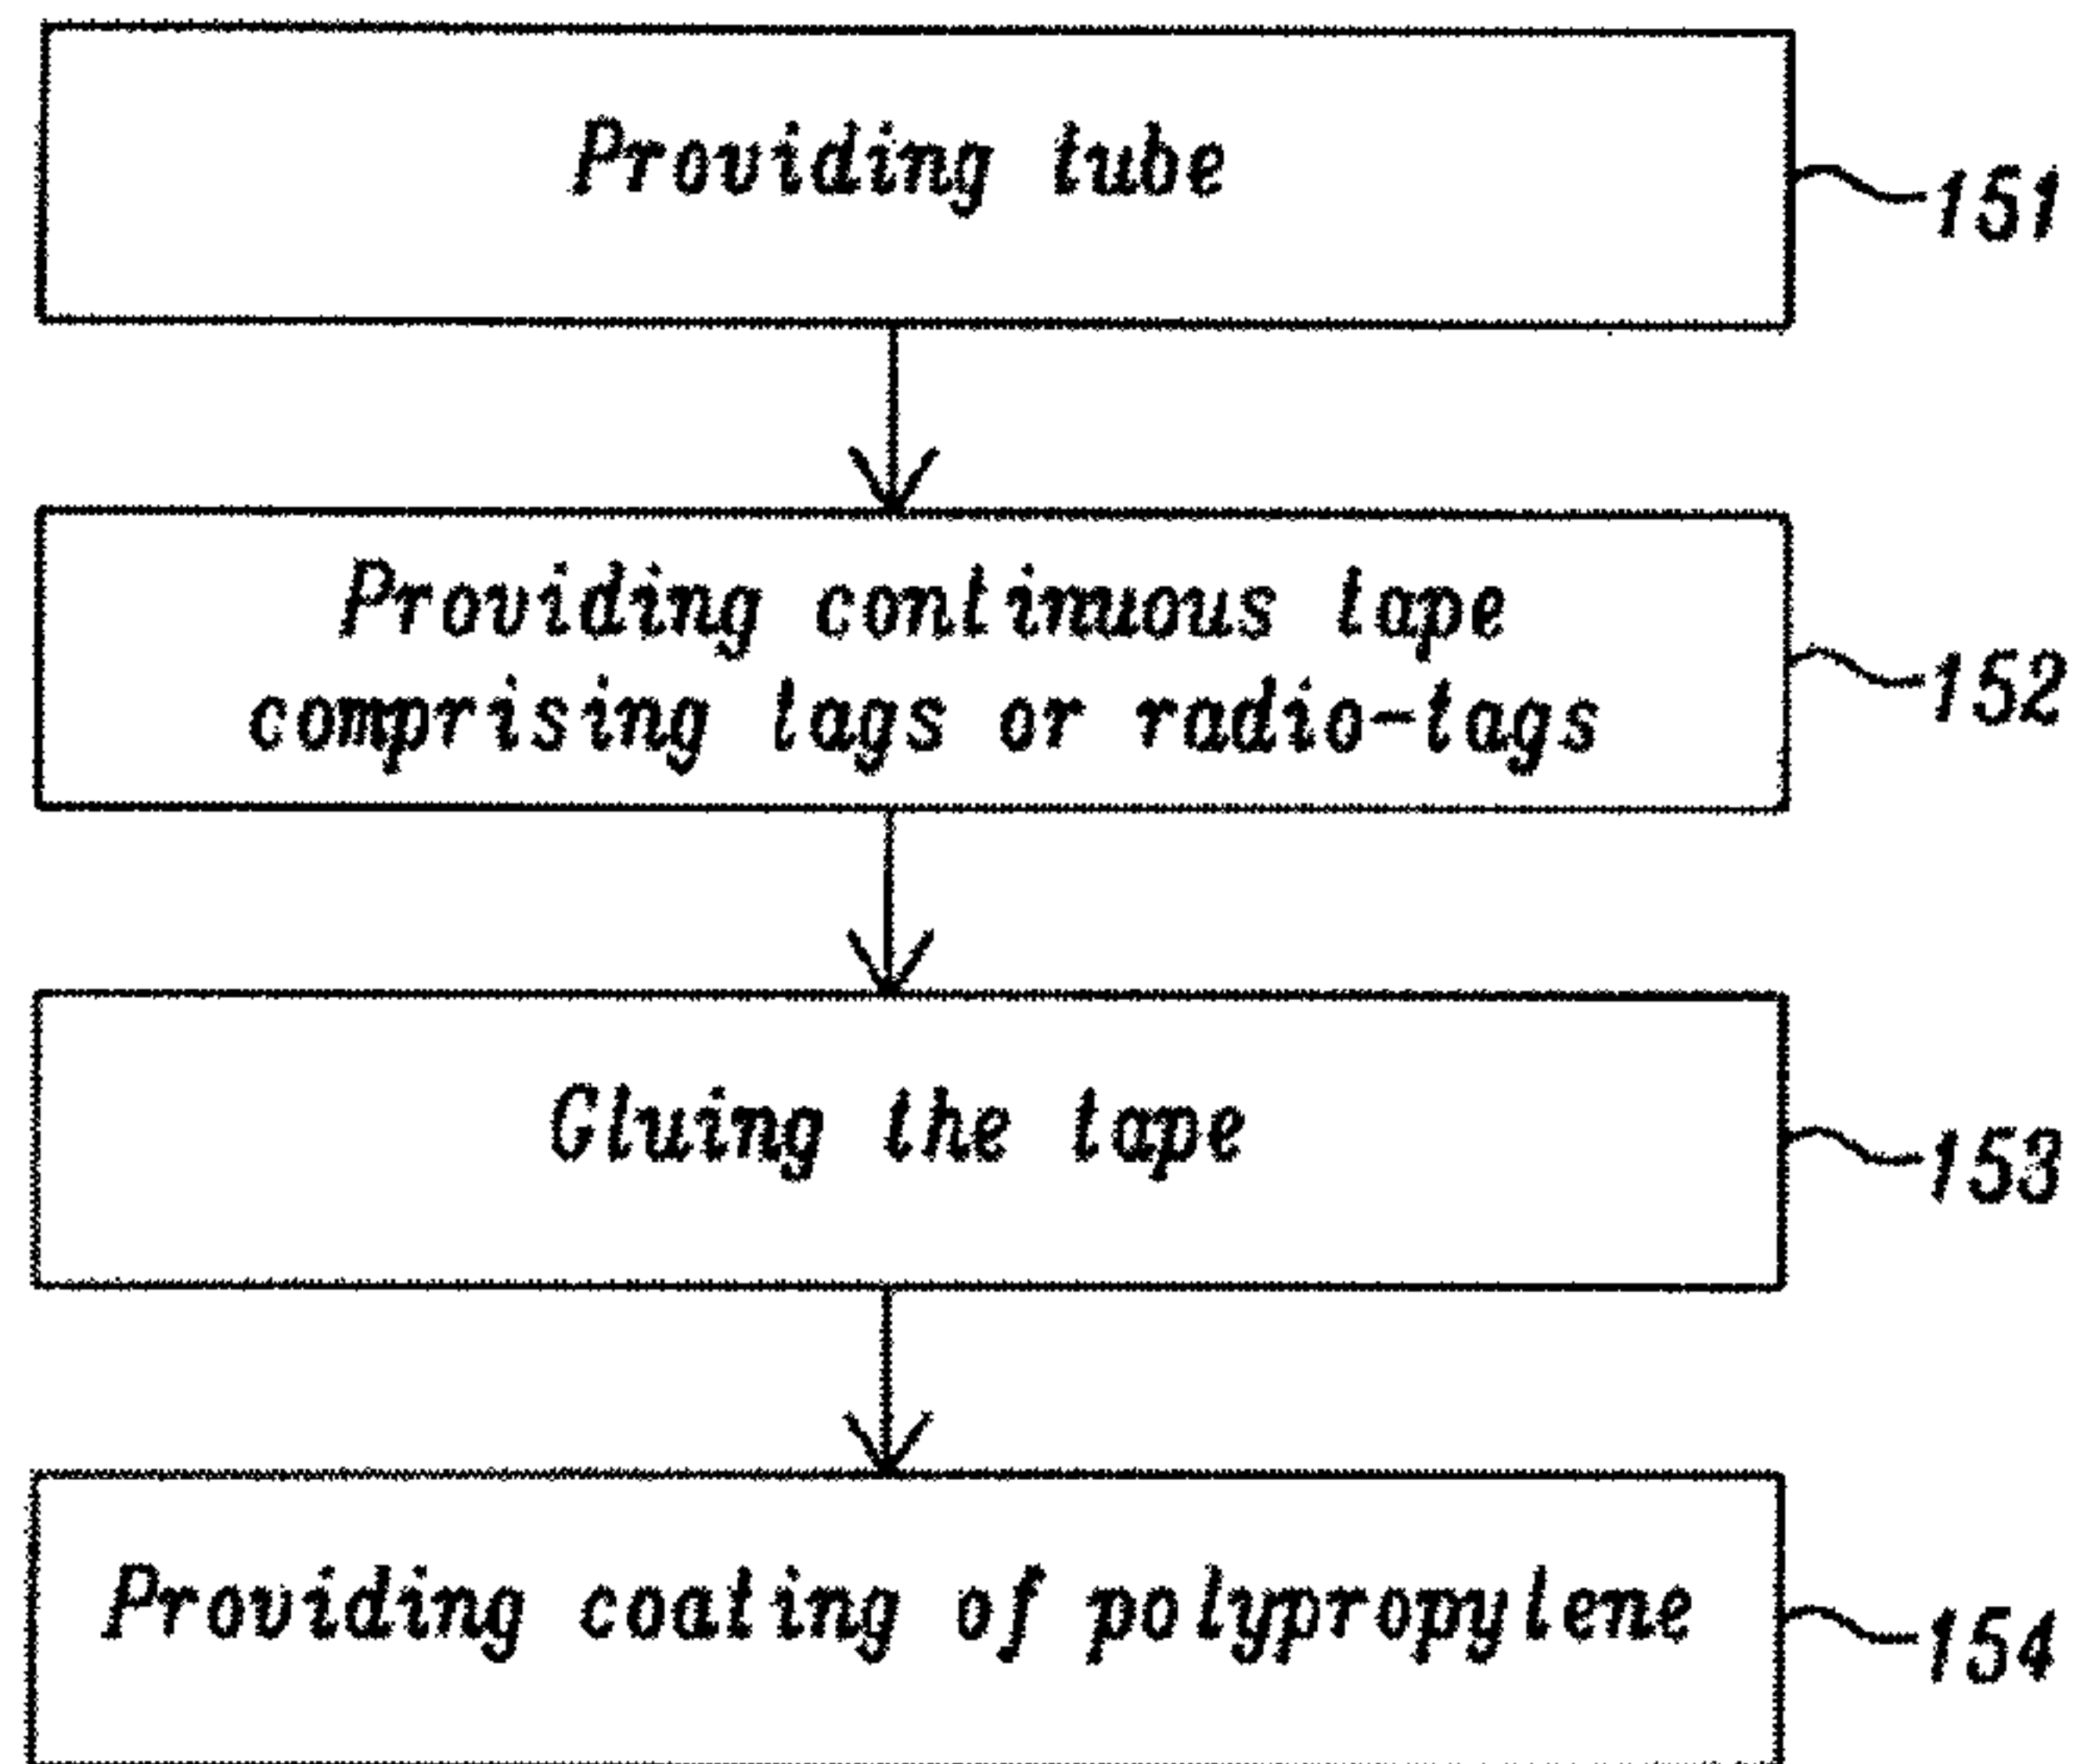 Providing tube
151
Providing continuous tape
comprising tags or radio-tags
152
Gluing the tape
153
Providing coating of polypropylene
154